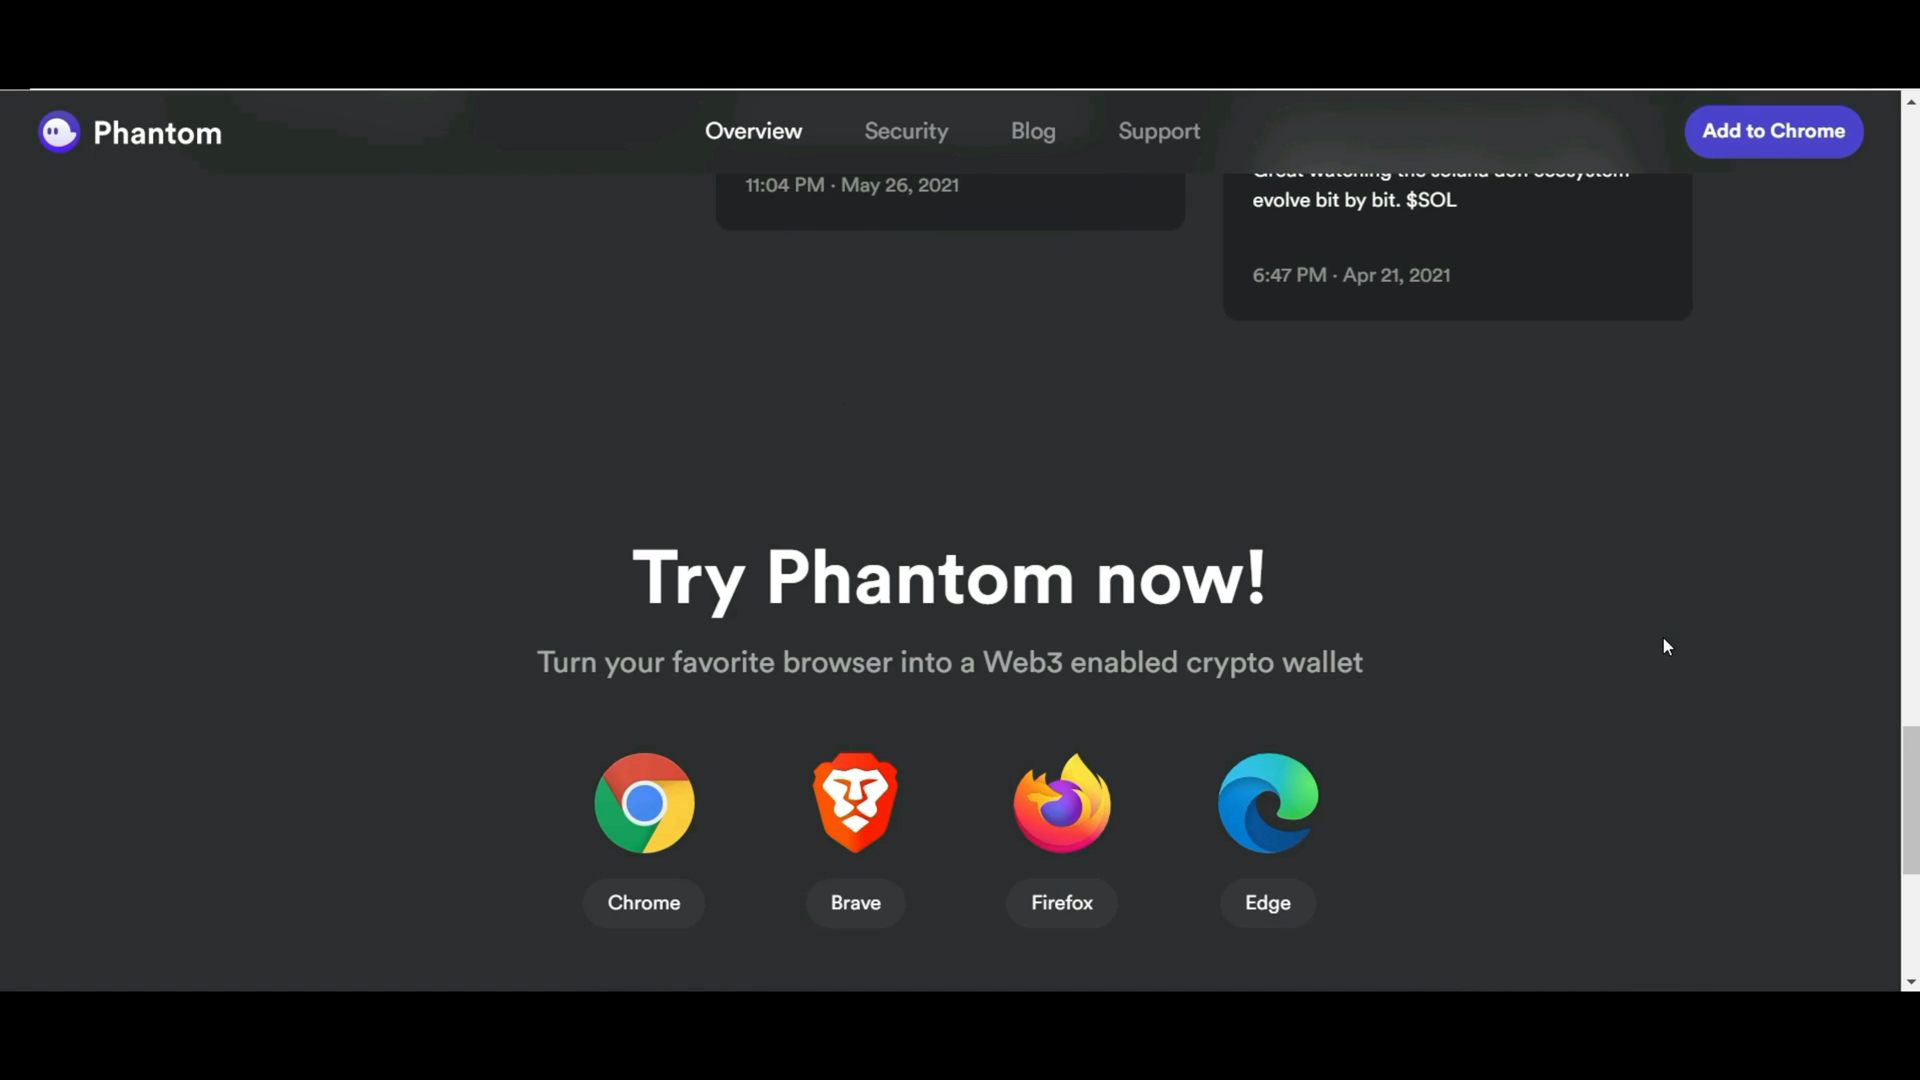 Phantom
Overview
Security
Blog
Support
Add to Chrome
11:04 PM · May 26, 2021
evolve bit by bit. $SOL
6:47 PM · Apr 21, 2021
Try Phantom now!
Turn your favorite browser into a Web3 enabled crypto wallet
Chrome
Brave
Firefox
Edge